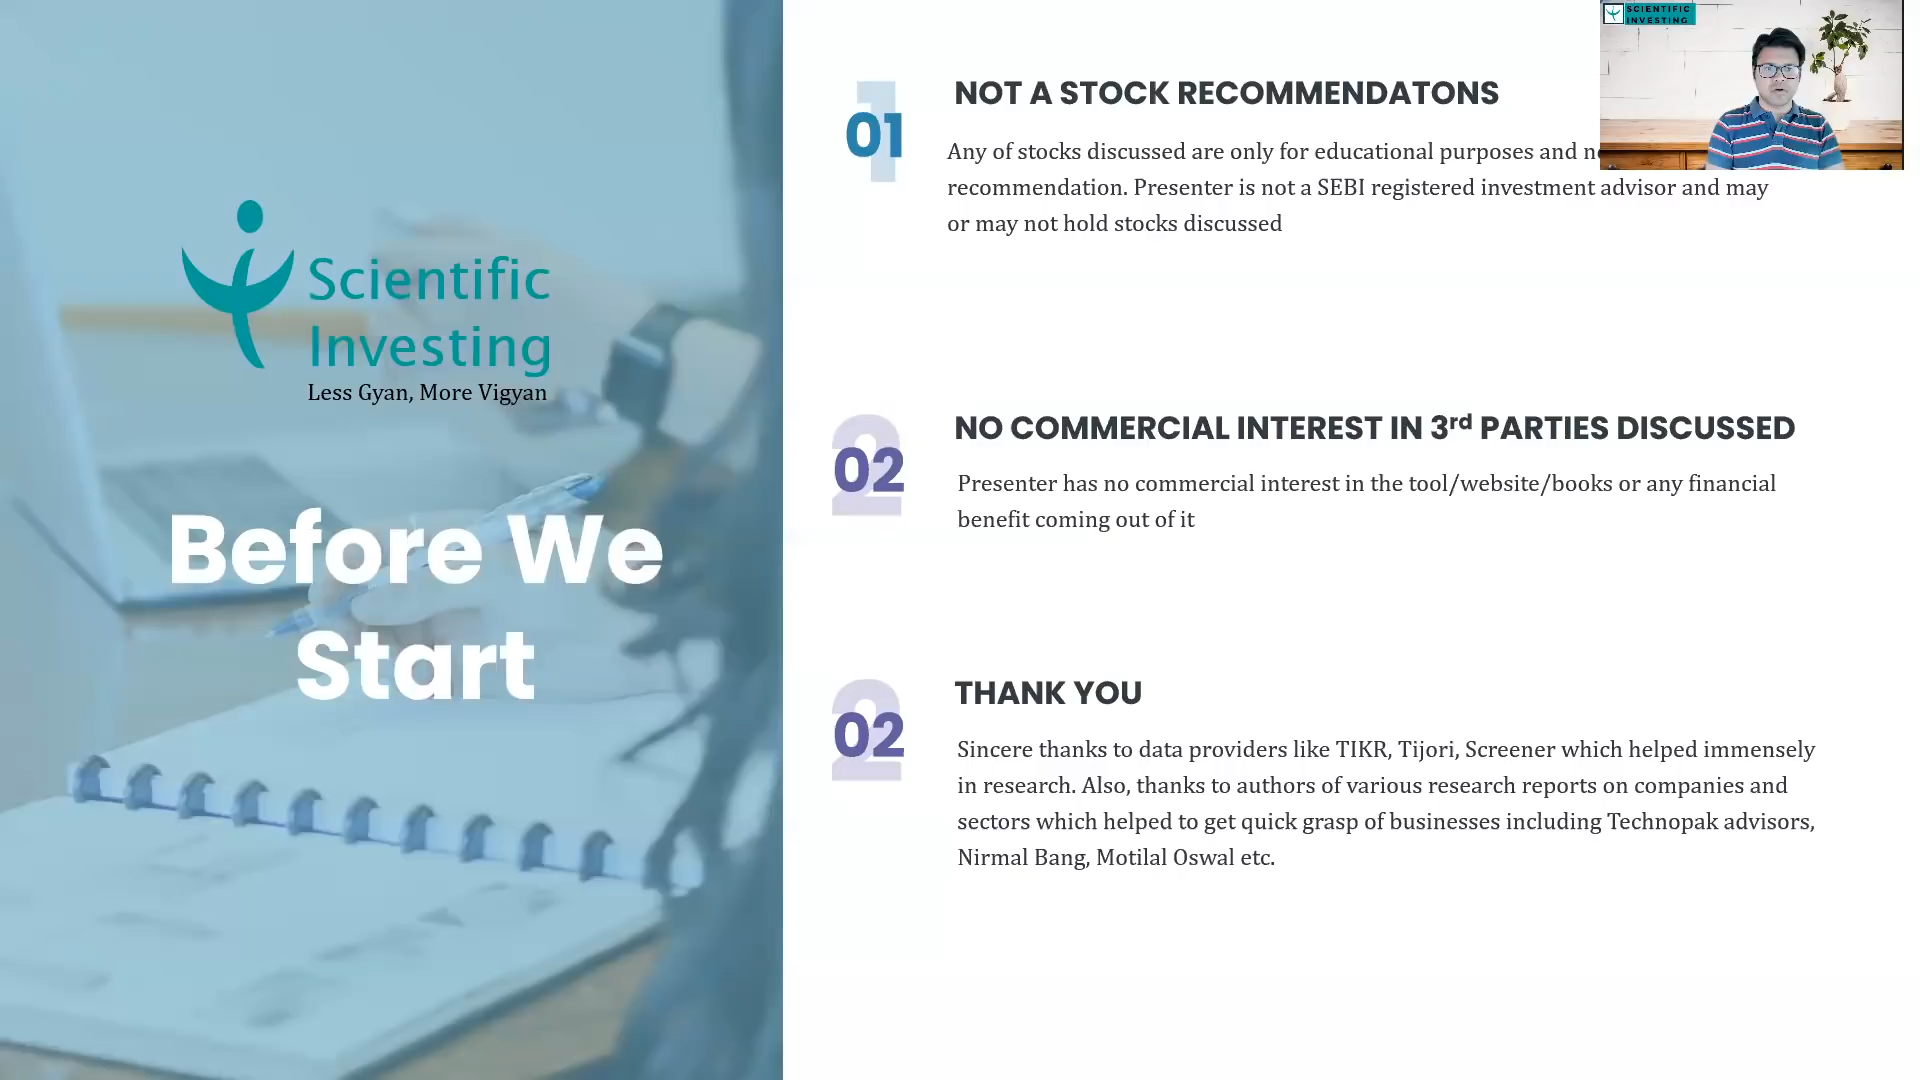 SCIENTIFIC
INVESTING
Scientific
Investing
Less Gyan, More Vigyan
Before We
Start
01
NOT A STOCK RECOMMENDATONS
Any of stocks discussed are only for educational purposes and
recommendation. Presenter is not a SEBI registered investment advisor and may
or may not hold stocks discussed
02
NO COMMERCIAL INTEREST IN 3rd PARTIES DISCUSSED
Presenter has no commercial interest in the tool/website/books or any financial
benefit coming out of it
02
THANK YOU
Sincere thanks to data providers like TIKR, Tijori, Screener which helped immensely
in research. Also, thanks to authors of various research reports on companies and
sectors which helped to get quick grasp of businesses including Technopak advisors,
Nirmal Bang, Motilal Oswal etc.